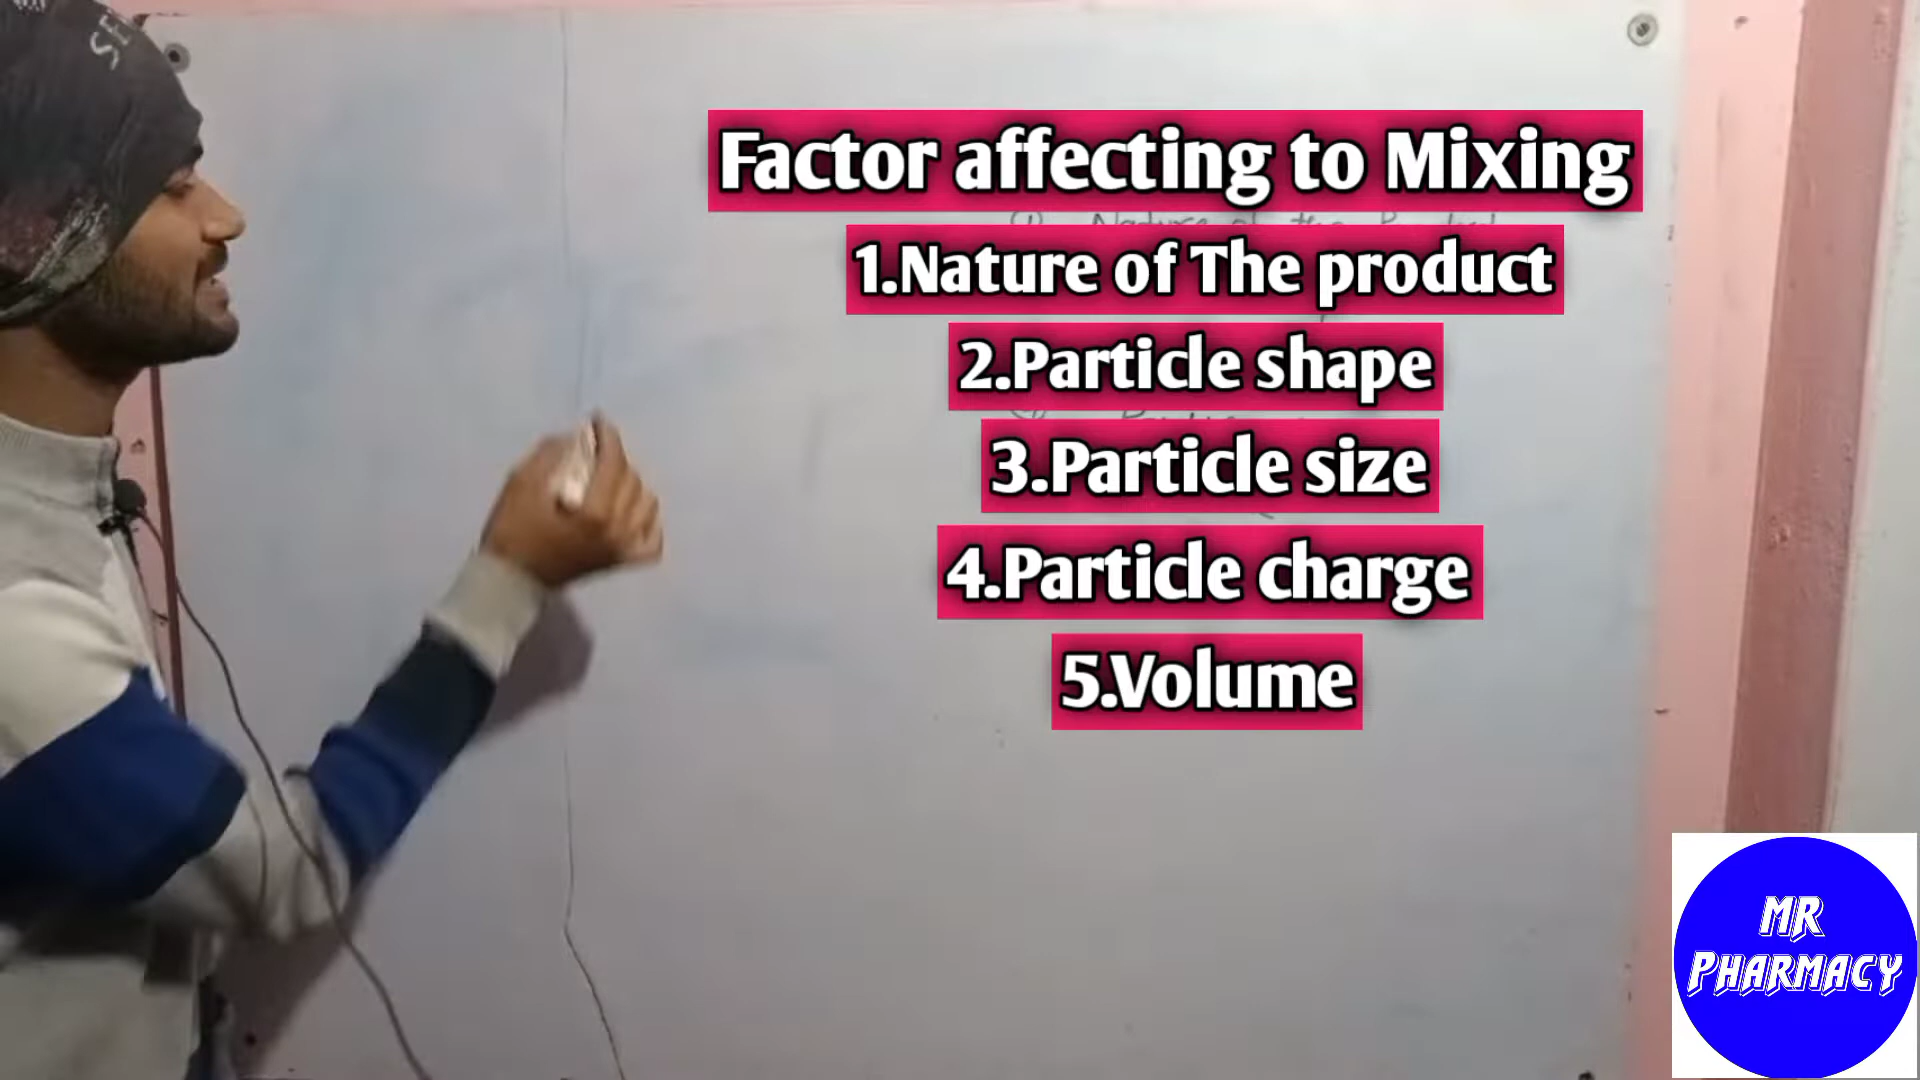 Factor affecting to Mixing
1.Nature of The product
2.Particle shape
3.Particle size
4.Particle charge
5.Volume
MR
PHARMACY